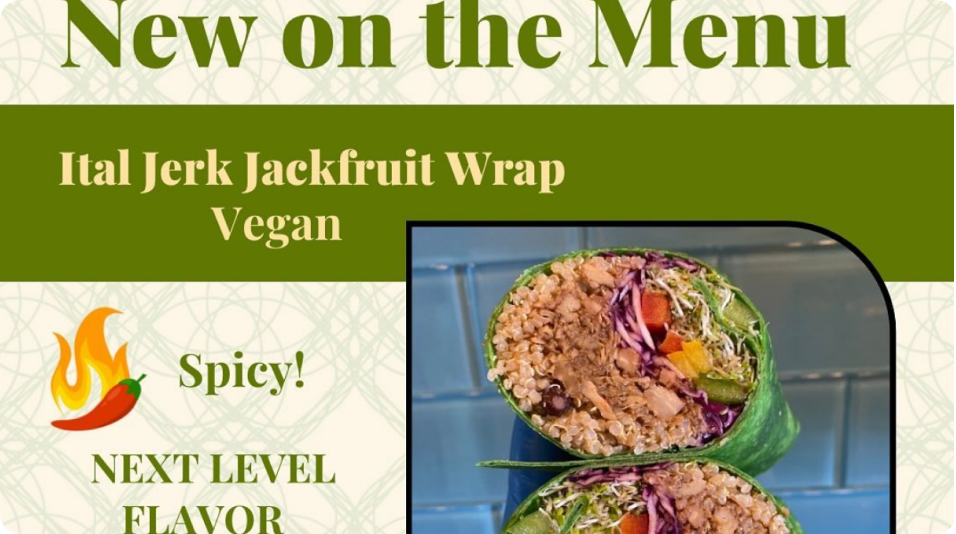 New on the Menu
Ital Jerk Jackfruit Wrap
Vegan
Spicy!
NEXT LEVEL
FLAVOR